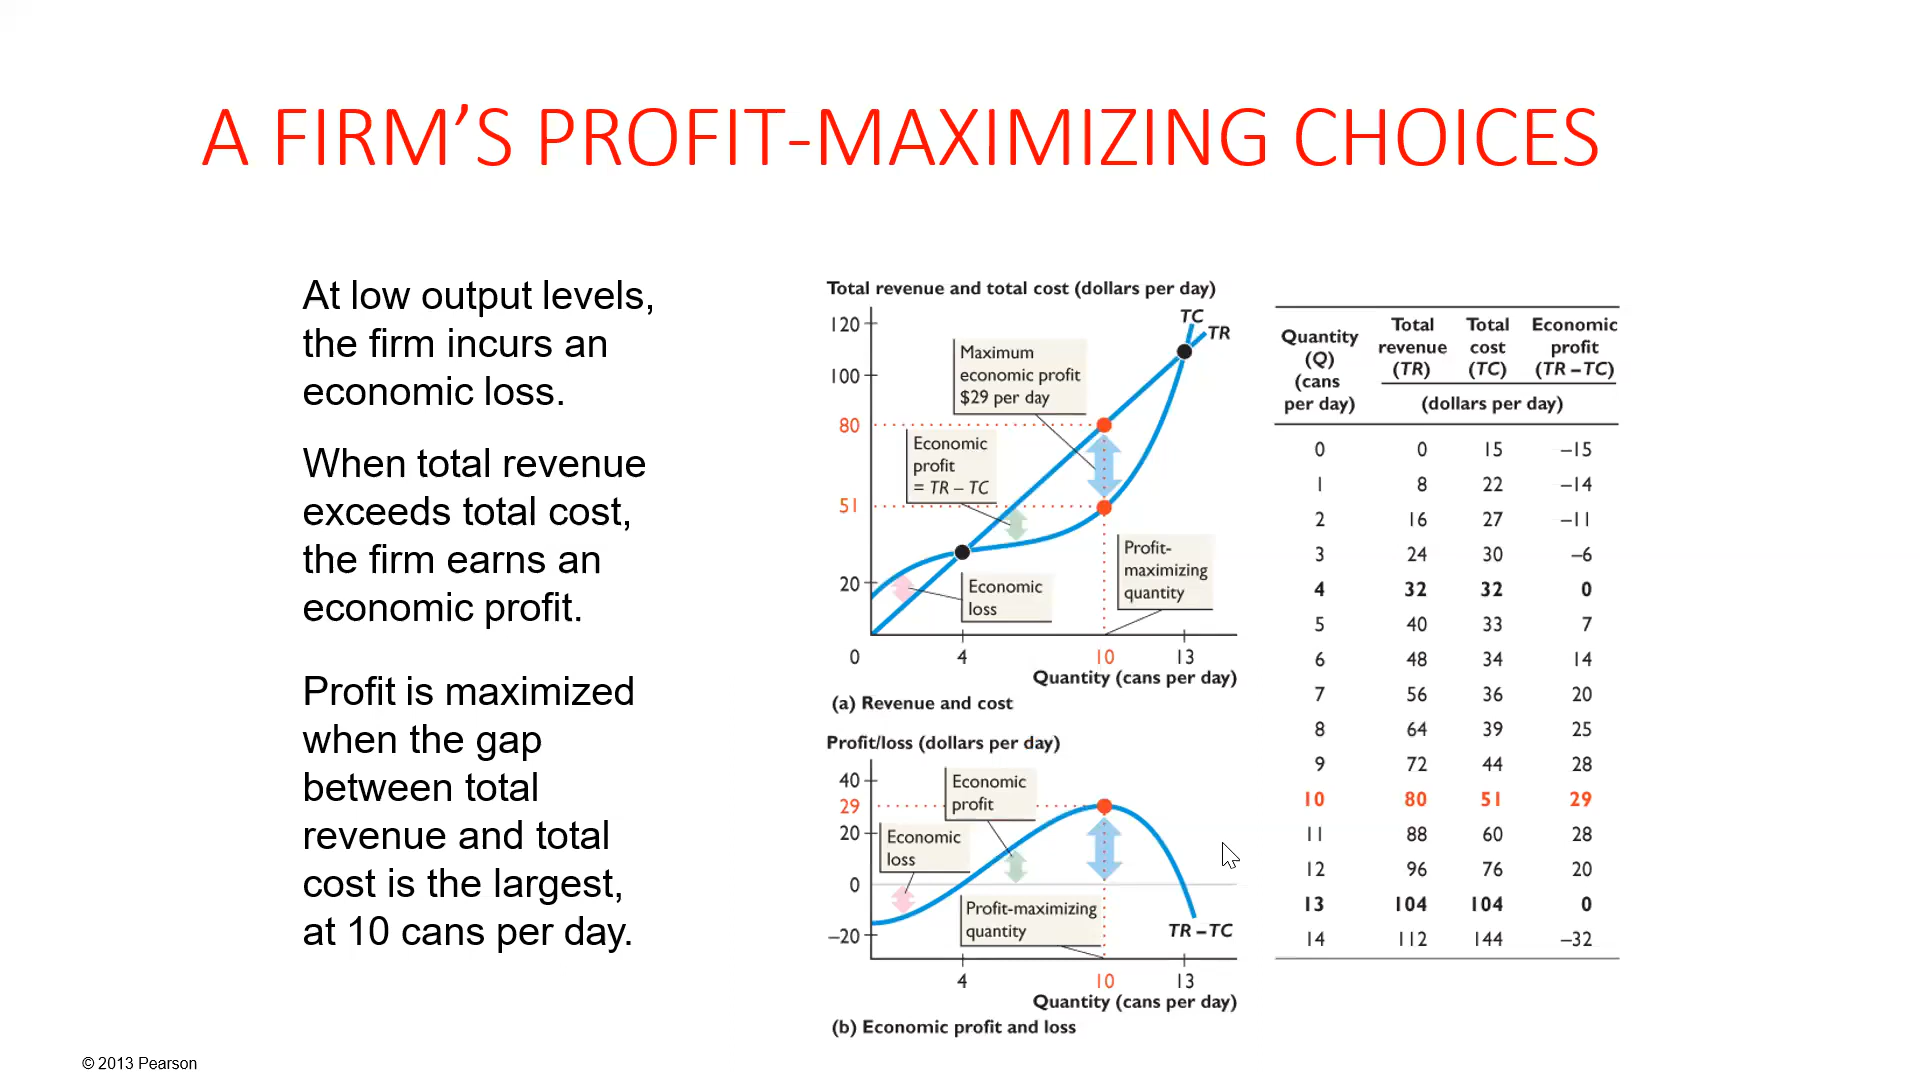 A FIRM’S PROFIT-MAXIMIZING CHOICES
At low output levels,
the firm incurs an
economic loss.
When total revenue
exceeds total cost,
the firm earns an
economic profit.
Profit is maximized
when the gap
between total
revenue and total
cost is the largest,
at 10 cans per day.
Total revenue and total cost (dollars per day)
120
100
80
51
20
0
4
10
13
TC
TR
Maximum
economic profit
$29 per day
Economic
profit
= TR – TC
Economic
loss
Profit-
maximizing
quantity
Quantity (cans per day)
(a) Revenue and cost
Profit/loss (dollars per day)
40
29
20
0
–20
Economic
profit
Economic
loss
Profit-maximizing
quantity
TR – TC
4
10
13
Quantity (cans per day)
(b) Economic profit and loss
Quantity
(Q)
(cans
per day)
Total
revenue
(TR)
Total
cost
(TC)
Economic
profit
(TR – TC)
(dollars per day)
0 0 15 –15
1 8 22 –14
2 16 27 –11
3 24 30 –6
4 32 32 0
5 40 33 7
6 48 34 14
7 56 36 20
8 64 39 25
9 72 44 28
10 80 51 29
11 88 60 28
12 96 76 20
13 104 104 0
14 112 144 –32
© 2013 Pearson